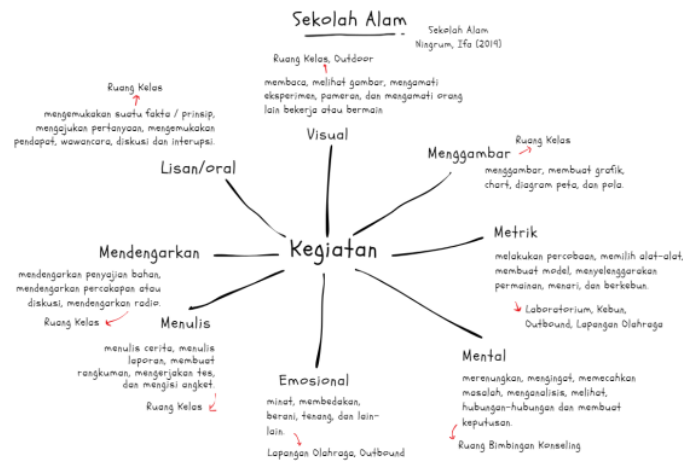 Sekolah Alam
Sekolah Alam
Ningrum, Ifa (2019)
Ruang Kelas, Outdoor
membaca, melihat gambar, mengamati
eksperimen, pameran, dan mengamati orang
lain bekerja atau bermain
Visual
Ruang Kelas
mengemukakan suatu fakta / prinsip,
mengajukan pertanyaan, mengemukakan
pendapat, wawancara, diskusi dan interupsi.
Lisan/oral
Menggambar
Ruang Kelas
menggambar, membuat grafik,
chart, diagram peta, dan pola.
Kegiatan
Metrik
melakukan percobaan, memilih alat-alat,
membuat model, menyelenggarakan
permainan, menari, dan berkebun.
Laboratorium, Kebun,
Outbound, Lapangan Olahraga
Mendengarkan
mendengarkan penyajian bahan,
mendengarkan percakapan atau
diskusi, mendengarkan radio.
Ruang Kelas
Menulis
menulis cerita, menulis
laporan, membuat
rangkuman, mengerjakan tes,
dan mengisi angket.
Ruang Kelas
Emosional
minat, membedakan,
berani, tenang, dan lain-
lain.
Lapangan Olahraga, Outbound
Mental
merenungkan, mengingat, memecahkan
masalah, menganalisis, melihat,
hubungan-hubungan dan membuat
keputusan.
Ruang Bimbingan Konseling